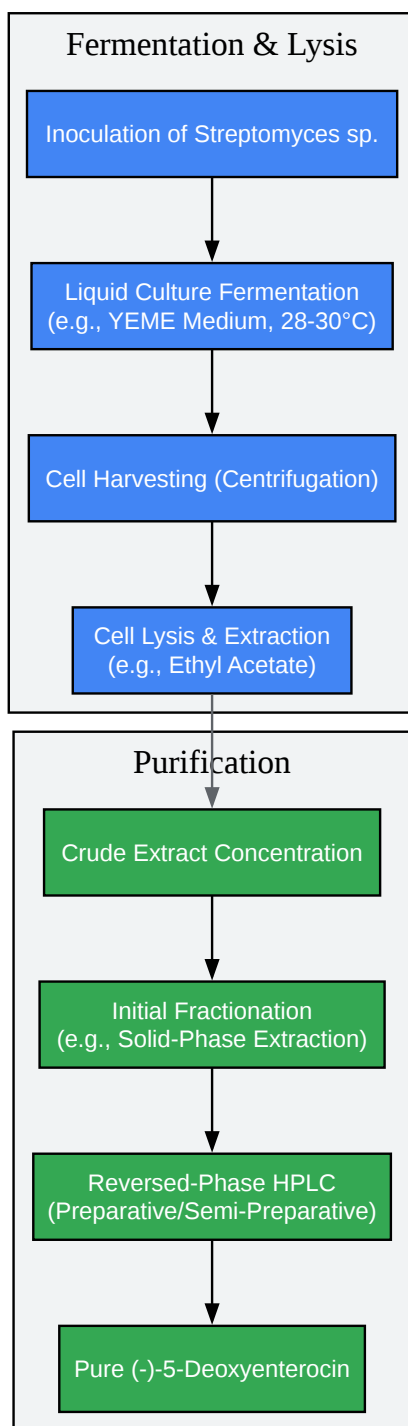 Fermentation & Lysis
Inoculation of Streptomyces sp.
Liquid Culture Fermentation
(e.g., YEME Medium, 28-30°C)
Cell Harvesting (Centrifugation)
Cell Lysis & Extraction
(e.g., Ethyl Acetate)
Purification
Crude Extract Concentration
Initial Fractionation
(e.g., Solid-Phase Extraction)
Reversed-Phase HPLC
(Preparative/Semi-Preparative)
Pure (-)-5-Deoxyenterocin